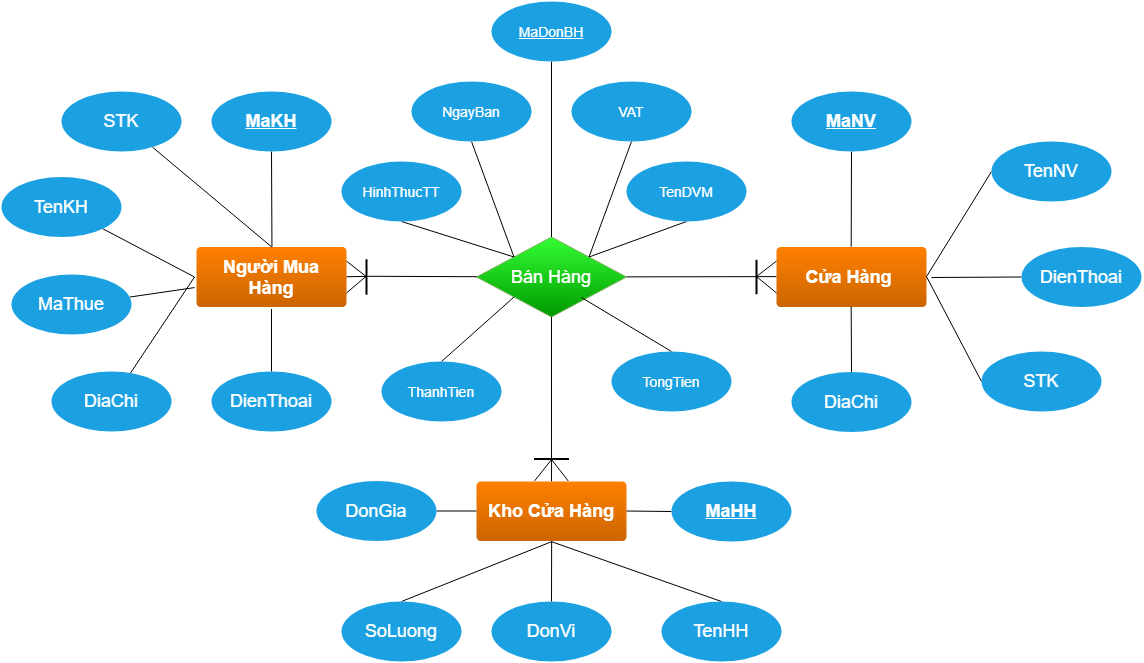 MaDonBH
NgayBan
VAT
STK
MaKH
MaNV
TenNV
HinhThucTT
TenDVM
TenKH
Người Mua
Hàng
Bán Hàng
Cửa Hàng
DienThoai
MaThue
ThanhTien
TongTien
STK
DiaChi
DienThoai
DiaChi
DonGia
Kho Cửa Hàng
MaHH
SoLuong
DonVi
TenHH